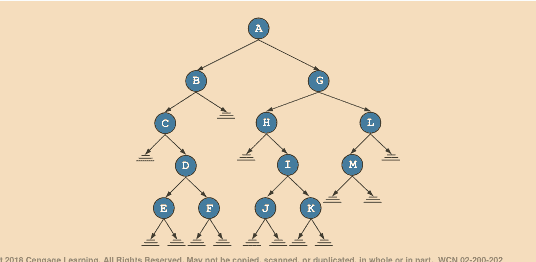 A
B G
C H L
D I M
E F J K
t 2018 Cengage Learning. All Rights Reserved. May not be copied, scanned, or duplicated, in whole or in part. WCN 02-200-202